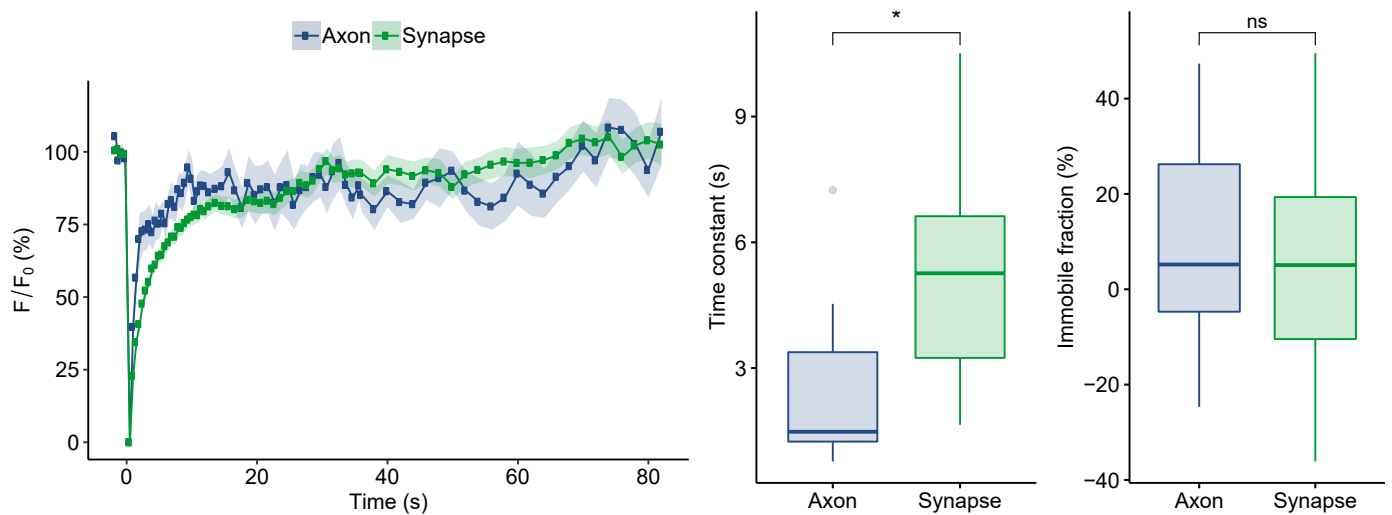 Axon Synapse
F/F0 (%)
100
75
50
25
0
0 20 40 60 80
Time (s)
*
Time constant (s)
9
6
3
Axon Synapse
ns
Immobile fraction (%)
40
20
0
−20
−40
Axon Synapse